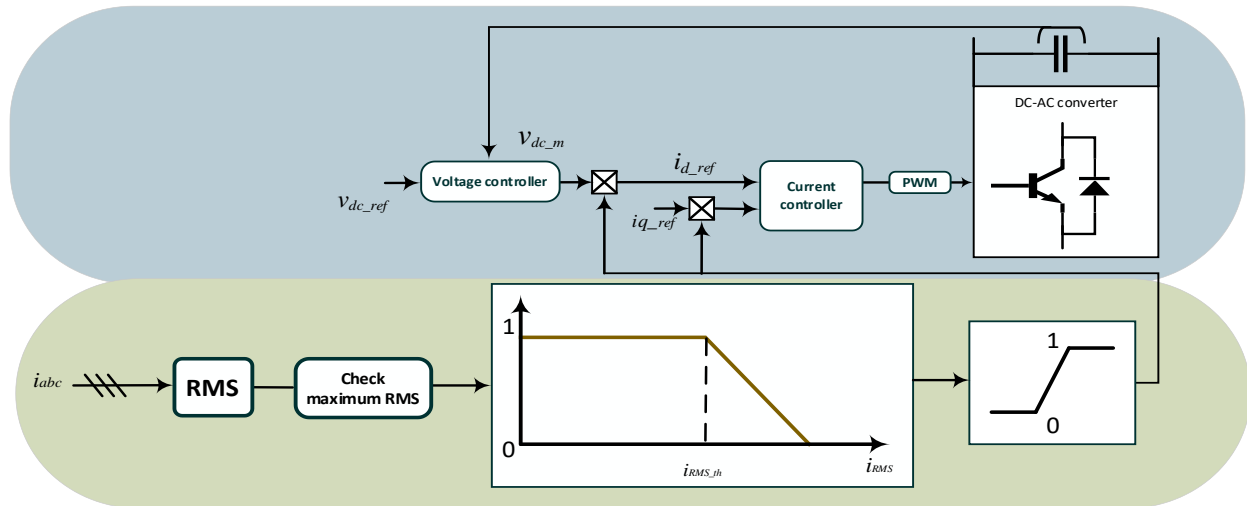 DC-AC converter
v_dc_m
Voltage controller
i_d_ref
Current
controller
PWM
v_dc_ref
iq_ref
1
0
i_RMS_th
i_RMS
1
0
i_abc
RMS
Check
maximum RMS